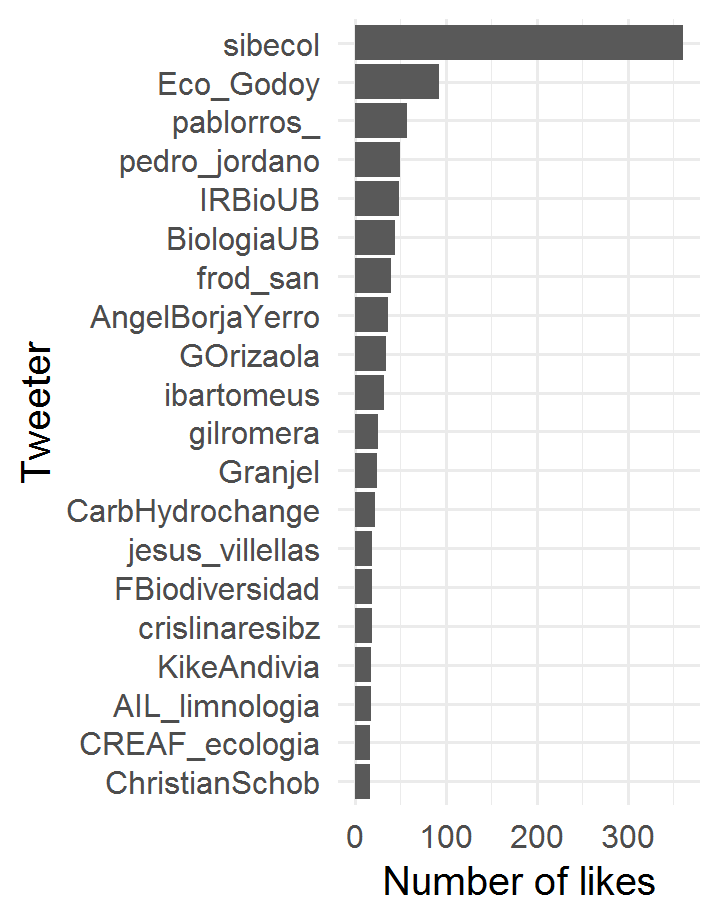 sibecol
Eco_Godoy
pablorros_
pedro_jordano
IRBioUB
BiologiaUB
frod_san
AngelBorjaYerro
GOrizaola
ibartomeus
gilromera
Granjel
CarbHydrochange
jesus_villellas
FBiodiversidad
crislinaresibz
KikeAndivia
AIL_limnologia
CREAF_ecologia
ChristianSchob
Tweeter
0 100 200 300
Number of likes